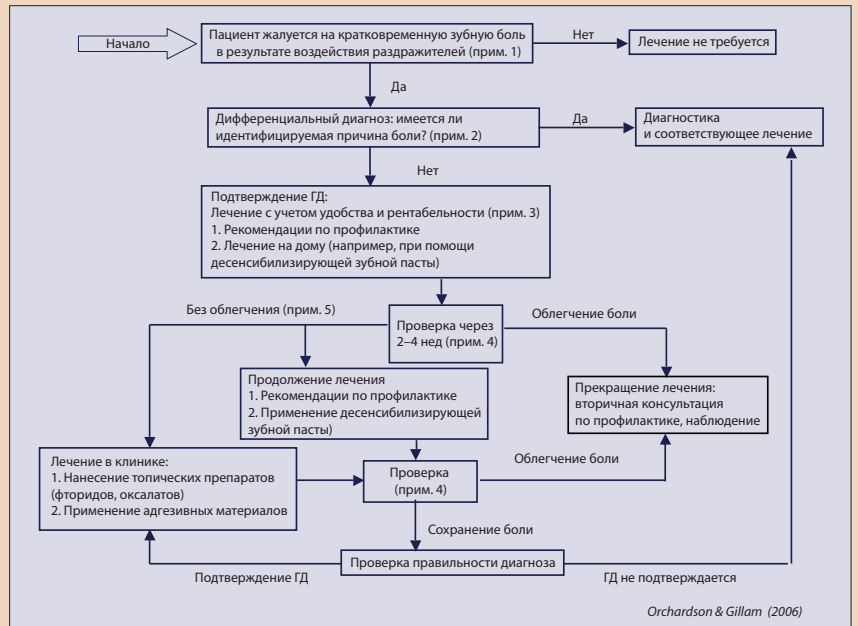 Начало
Пациент жалуется на кратковременную зубную боль
в результате воздействия раздражителей (прим. 1)
Нет
Лечение не требуется
Да
Дифференциальный диагноз: имеется ли
идентифицируемая причина боли? (прим. 2)
Да
Диагностика
и соответствующее лечение
Нет
Подтверждение ГД:
Лечение с учетом удобства и рентабельности (прим. 3)
1. Рекомендации по профилактике
2. Лечение на дому (например, при помощи
десенсибилизирующей зубной пасты)
Без облегчения (прим. 5)
Проверка через
2–4 нед (прим. 4)
Облегчение боли
Продолжение лечения
1. Рекомендации по профилактике
2. Применение десенсибилизирующей
зубной пасты)
Прекращение лечения:
вторичная консультация
по профилактике, наблюдение
Лечение в клинике:
1. Нанесение топических препаратов
(фторидов, оксалатов)
2. Применение адгезивных материалов
Проверка
(прим. 4)
Облегчение боли
Сохранение боли
Проверка правильности диагноза
Подтверждение ГД
ГД не подтверждается
Orchardson & Gillam (2006)